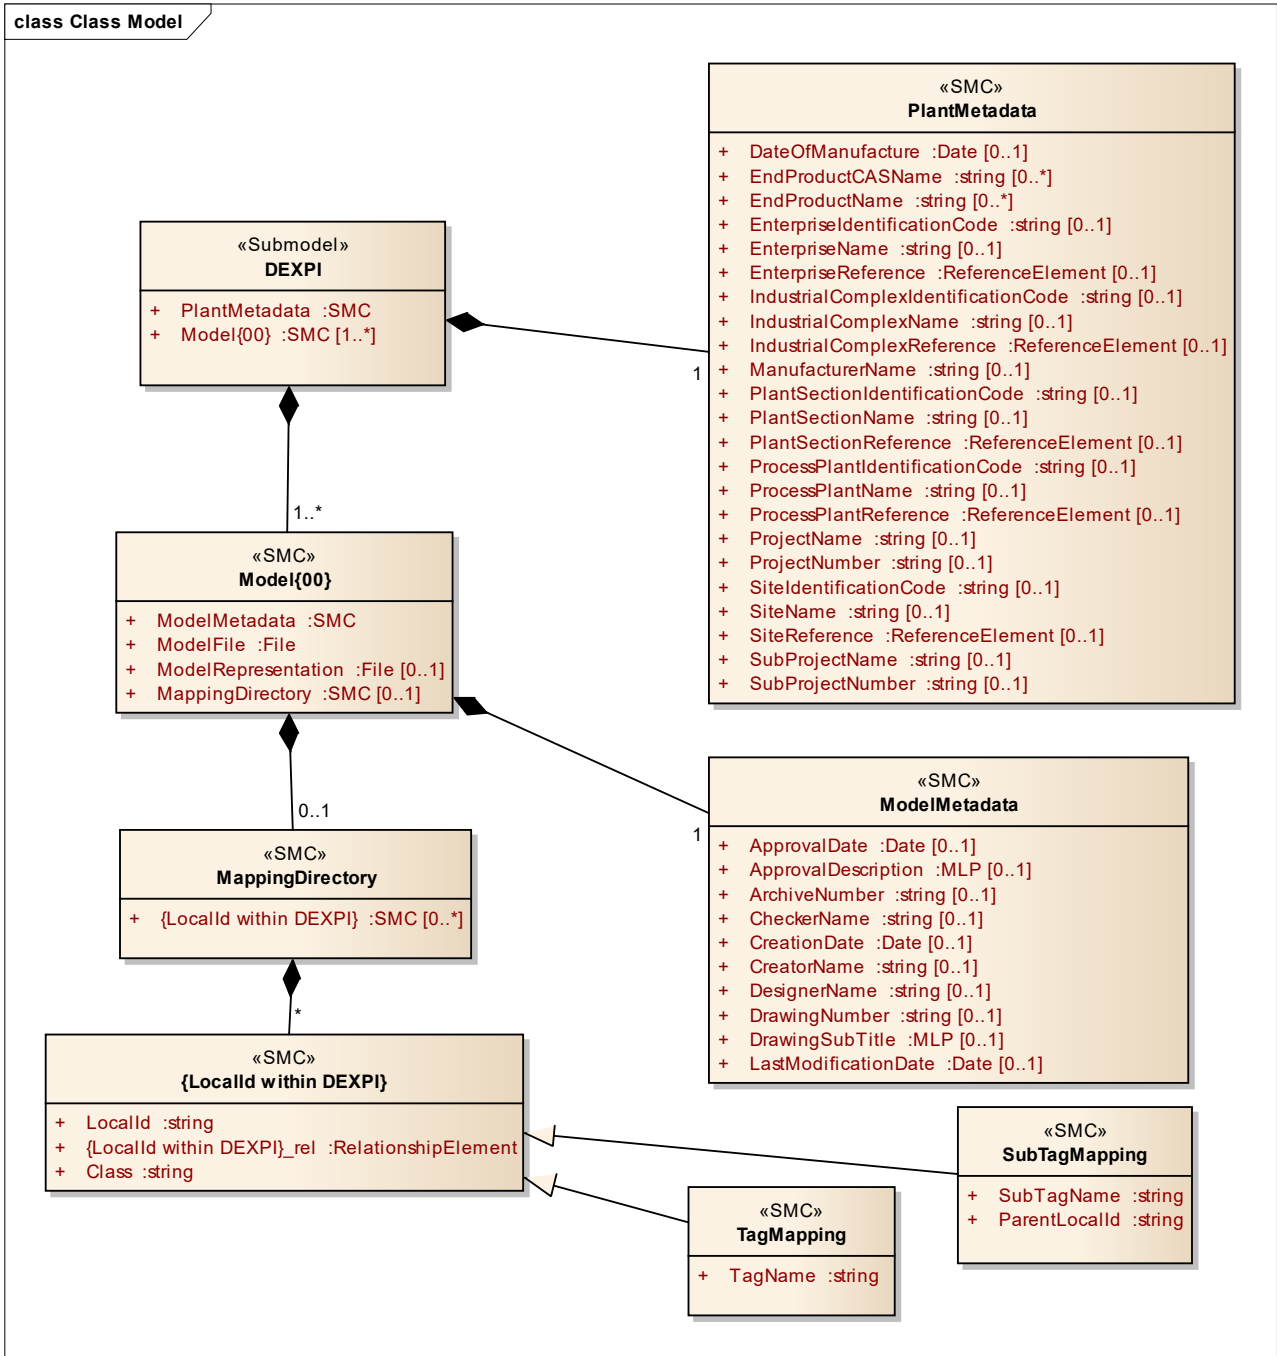 class Class Model
«SMC»
PlantMetadata
+ DateOfManufacture :Date [0..1]
+ EndProductCASName :string [0..*]
+ EndProductName :string [0..*]
+ EnterpriseIdentificationCode :string [0..1]
+ EnterpriseName :string [0..1]
+ EnterpriseReference :ReferenceElement [0..1]
+ IndustrialComplexIdentificationCode :string [0..1]
+ IndustrialComplexName :string [0..1]
+ IndustrialComplexReference :ReferenceElement [0..1]
+ ManufacturerName :string [0..1]
+ PlantSectionIdentificationCode :string [0..1]
+ PlantSectionName :string [0..1]
+ PlantSectionReference :ReferenceElement [0..1]
+ ProcessPlantIdentificationCode :string [0..1]
+ ProcessPlantName :string [0..1]
+ ProcessPlantReference :ReferenceElement [0..1]
+ ProjectName :string [0..1]
+ ProjectNumber :string [0..1]
+ SiteIdentificationCode :string [0..1]
+ SiteName :string [0..1]
+ SiteReference :ReferenceElement [0..1]
+ SubProjectName :string [0..1]
+ SubProjectNumber :string [0..1]
«Submodel»
DEXPI
+ PlantMetadata :SMC
+ Model{00} :SMC [1..*]
1
1..*
«SMC»
Model{00}
+ ModelMetadata :SMC
+ ModelFile :File
+ ModelRepresentation :File [0..1]
+ MappingDirectory :SMC [0..1]
0..1
1
«SMC»
ModelMetadata
+ ApprovalDate :Date [0..1]
+ ApprovalDescription :MLP [0..1]
+ ArchiveNumber :string [0..1]
+ CheckerName :string [0..1]
+ CreationDate :Date [0..1]
+ CreatorName :string [0..1]
+ DesignerName :string [0..1]
+ DrawingNumber :string [0..1]
+ DrawingSubTitle :MLP [0..1]
+ LastModificationDate :Date [0..1]
«SMC»
MappingDirectory
+ {LocalId within DEXPI} :SMC [0..*]
*
«SMC»
{LocalId within DEXPI}
+ LocalId :string
+ {LocalId within DEXPI}_rel :RelationshipElement
+ Class :string
«SMC»
SubTagMapping
+ SubTagName :string
+ ParentLocalId :string
«SMC»
TagMapping
+ TagName :string